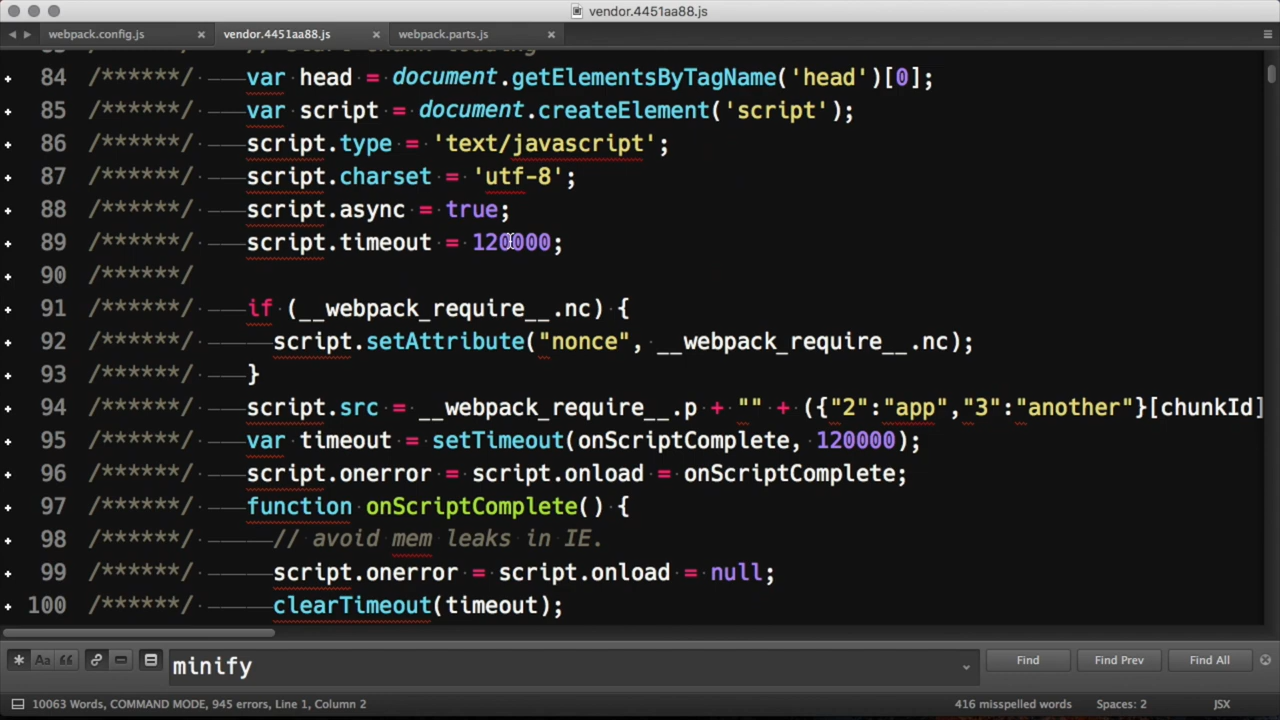 vendor.4451aa88.js
webpack.config.js × vendor.4451aa88.js × webpack.parts.js ×
84 /******/ var head = document.getElementsByTagName('head')[0];
85 /******/ var script = document.createElement('script');
86 /******/ script.type = 'text/javascript';
87 /******/ script.charset = 'utf-8';
88 /******/ script.async = true;
89 /******/ script.timeout = 120000;
90 /******/
91 /******/ if (__webpack_require__.nc) {
92 /******/ script.setAttribute("nonce", __webpack_require__.nc);
93 /******/ }
94 /******/ script.src = __webpack_require__.p + "" + ({"2":"app","3":"another"}[chunkId]
95 /******/ var timeout = setTimeout(onScriptComplete, 120000);
96 /******/ script.onerror = script.onload = onScriptComplete;
97 /******/ function onScriptComplete() {
98 /******/ // avoid mem leaks in IE.
99 /******/ script.onerror = script.onload = null;
100 /******/ clearTimeout(timeout);
minify Find Find Prev Find All
10063 Words, COMMAND MODE, 945 errors, Line 1, Column 2 416 misspelled words Spaces: 2 JSX